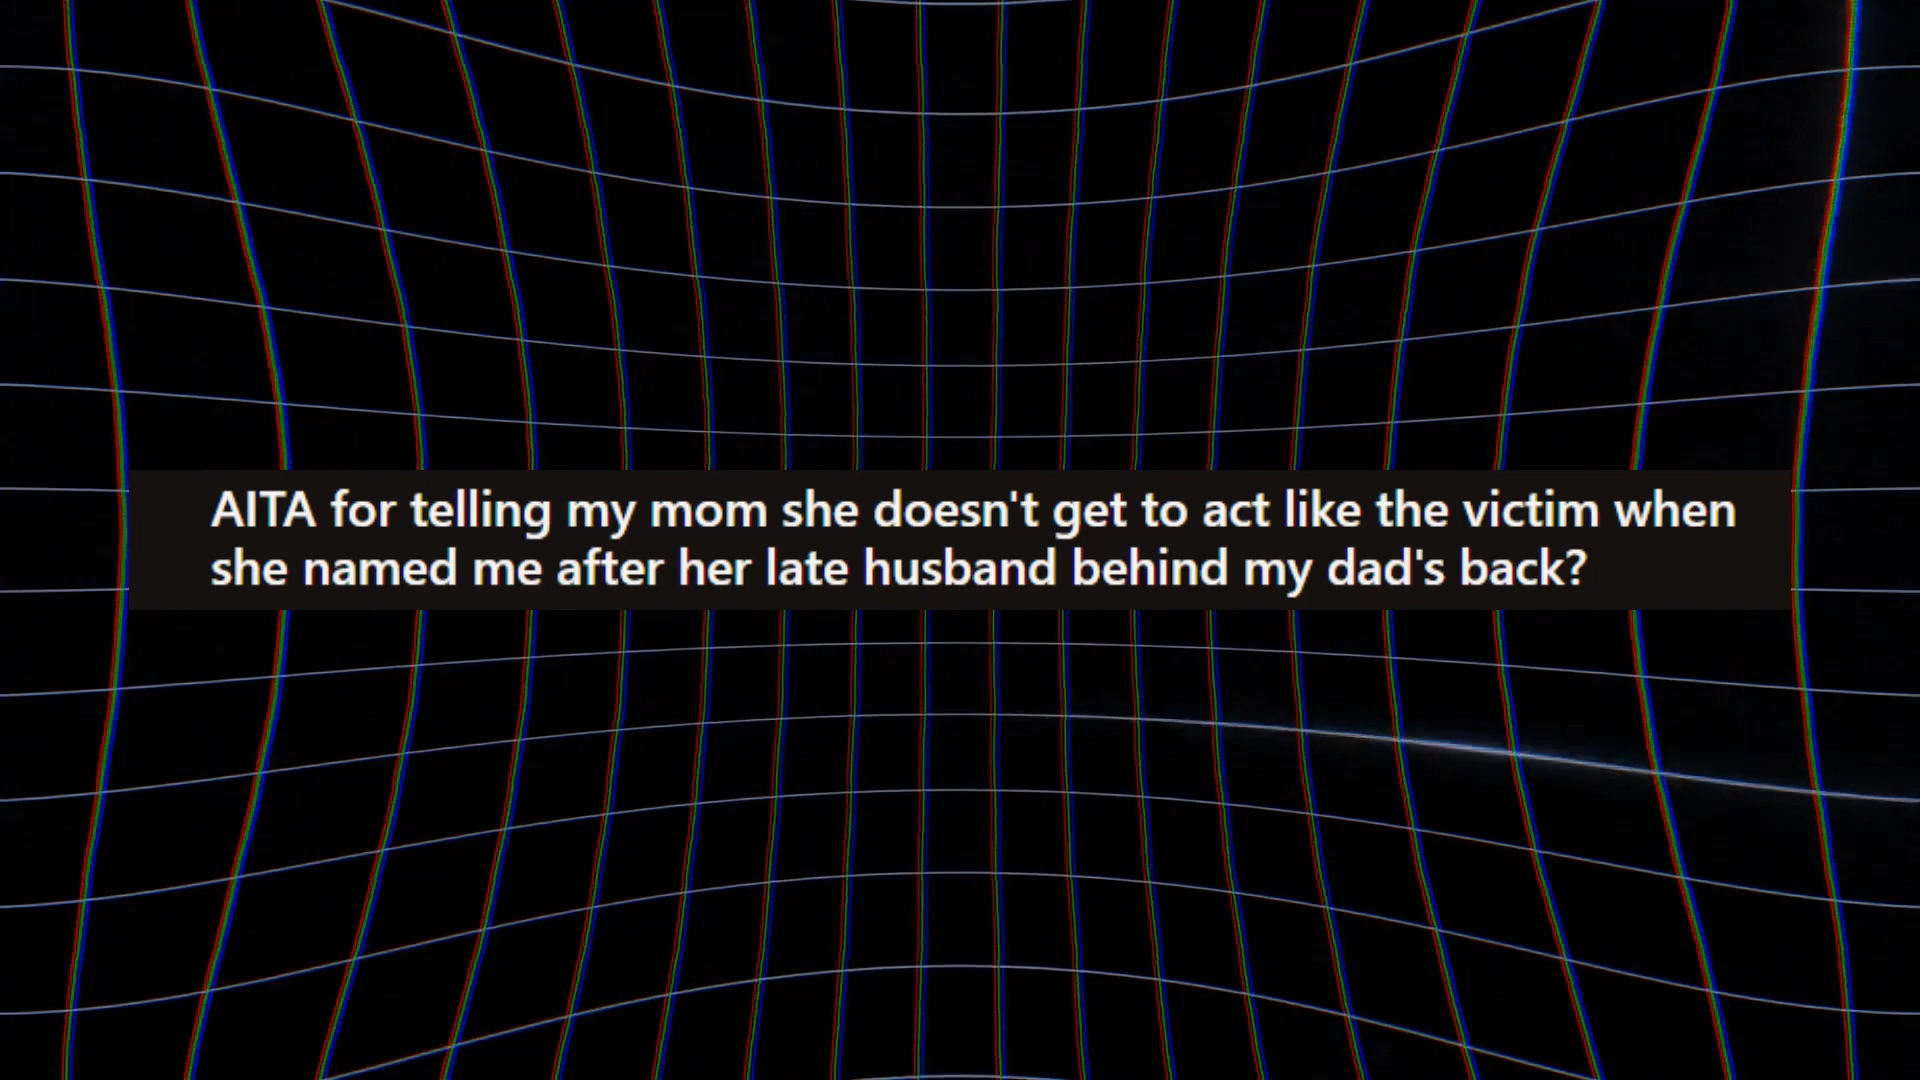 AITA for telling my mom she doesn't get to act like the victim when
she named me after her late husband behind my dad's back?